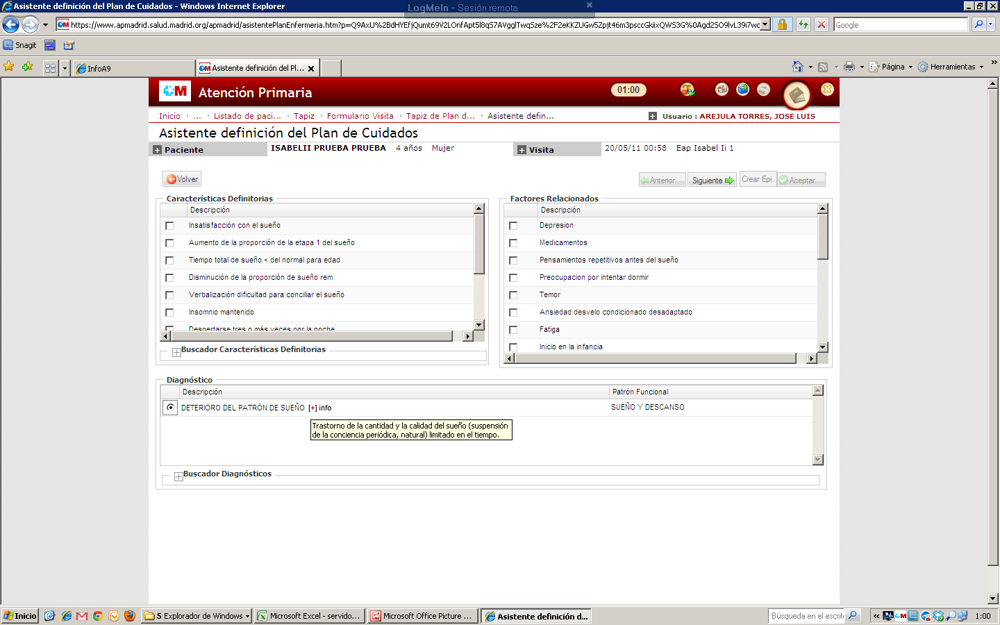 Asistente definición del Plan de Cuidados - Windows Internet Explorer
LogMeIn - Sesión remota
https://www.apmadrid.salud.madrid.org/apmadrid/asistentePlanEnfermeria.htm?p=
Google
Snagit
InfoA9
Asistente definición del Pl...
Página
Herramientas
M
Atención Primaria
01:00
Inicio
...
Listado de paci...
Tapiz
Formulario Visita
Tapiz de Plan d...
Asistente defin...
Usuario : AREJULA TORRES, JOSE LUIS
Asistente definición del Plan de Cuidados
Paciente
ISABELII PRUEBA PRUEBA 4 años Mujer
Visita
20/05/11 00:58 Eap Isabel Ii 1
Volver
Anterior
Siguiente
Crear Epi.
Aceptar
Características Definitorias
Descripción
Insatisfacción con el sueño
Aumento de la proporción de la etapa 1 del sueño
Tiempo total de sueño < del normal para edad
Disminución de la proporción de sueño rem
Verbalización dificultad para conciliar el sueño
Insomnio mantenido
Despertarse tres o más veces por la noche
Buscador Características Definitorias
Factores Relacionados
Descripción
Depresion
Medicamentos
Pensamientos repetitivos antes del sueño
Preocupacion por intentar dormir
Temor
Ansiedad desvelo condicionado desadaptado
Fatiga
Inicio en la infancia
Diagnóstico
Descripción
Patrón Funcional
DETERIORO DEL PATRÓN DE SUEÑO [+] info
SUEÑO Y DESCANSO
Trastorno de la cantidad y la calidad del sueño (suspensión
de la conciencia periódica, natural) limitado en el tiempo.
Buscador Diagnósticos
Inicio
5 Explorador de Windows
Microsoft Excel - servido...
Microsoft Office Picture ...
Asistente definición d...
Búsqueda en el escrit
1:00